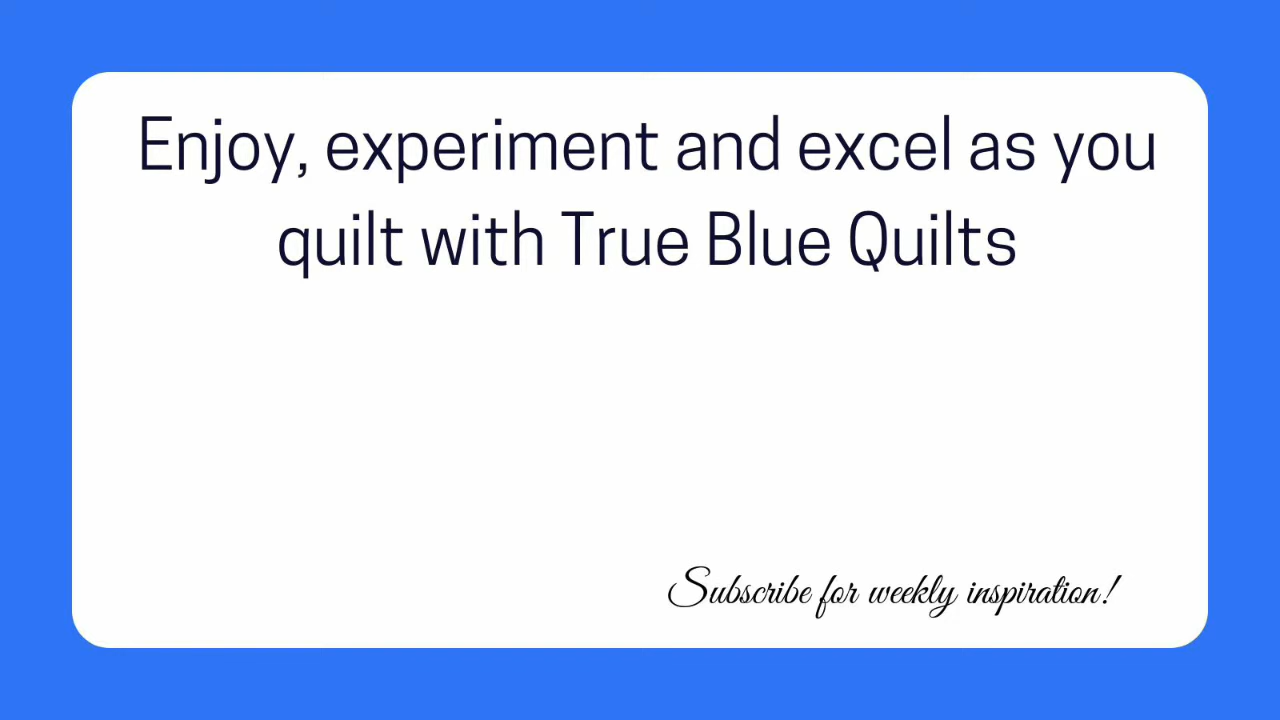 Enjoy, experiment and excel as you
quilt with True Blue Quilts
Subscribe for weekly inspiration!